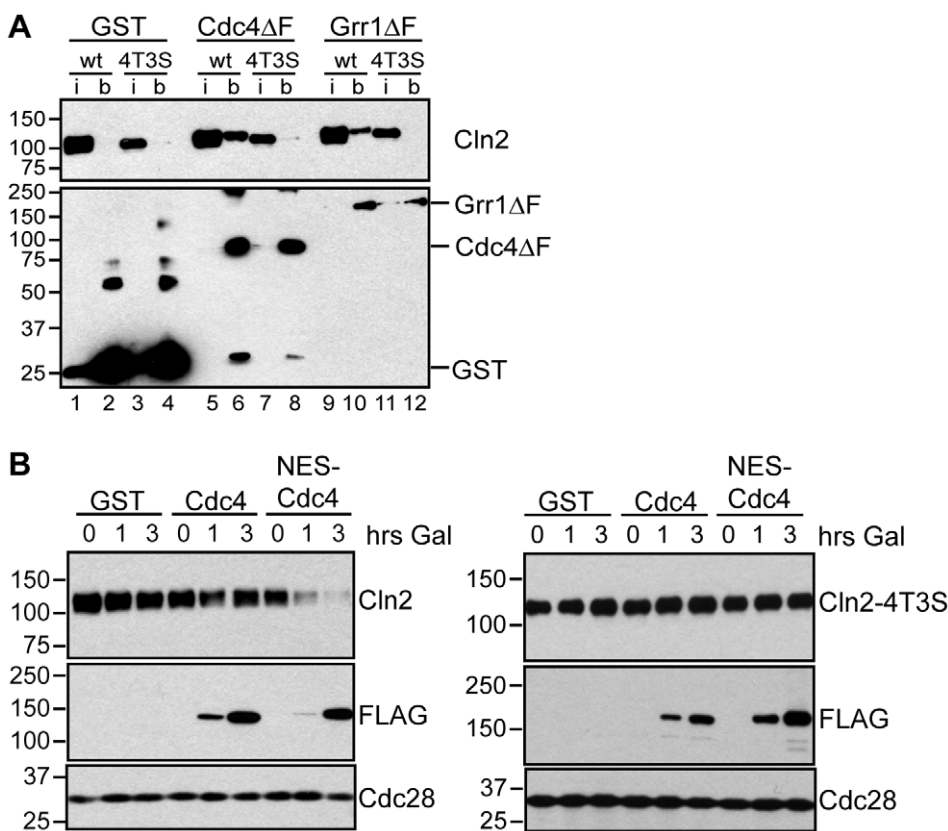 A
GST Cdc4ΔF Grr1ΔF
wt 4T3S wt 4T3S wt 4T3S
i b i b i b i b i b i b
150
100
75
Cln2
250
150
100
75
50
37
25
Grr1ΔF
Cdc4ΔF
GST
1 2 3 4 5 6 7 8 9 10 11 12
B
GST Cdc4 NES-Cdc4
0 1 3 0 1 3 0 1 3 hrs Gal
150
100
75
Cln2
250
150
100
FLAG
37
25
Cdc28
GST Cdc4 NES-Cdc4
0 1 3 0 1 3 0 1 3 hrs Gal
150
100
Cln2-4T3S
250
150
FLAG
37
25
Cdc28